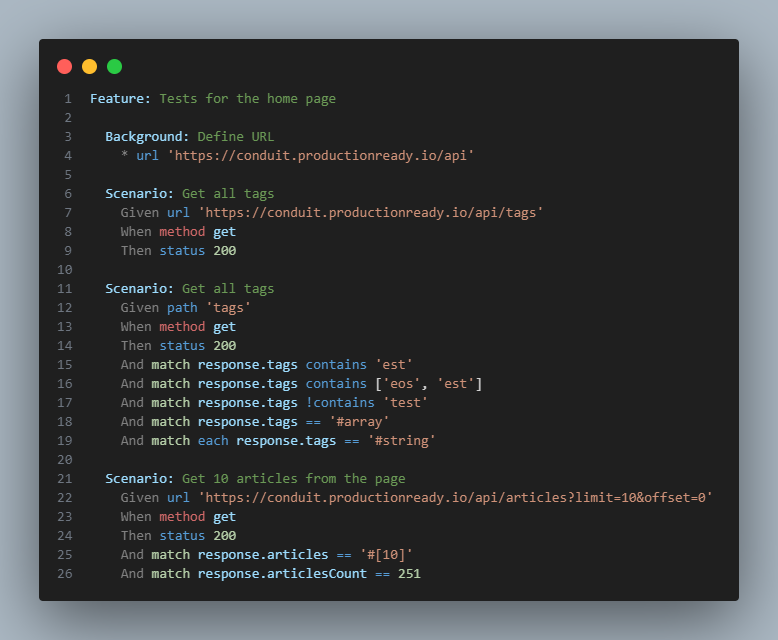 1 Feature: Tests for the home page
2
3 Background: Define URL
4 * url 'https://conduit.productionready.io/api'
5
6 Scenario: Get all tags
7 Given url 'https://conduit.productionready.io/api/tags'
8 When method get
9 Then status 200
10
11 Scenario: Get all tags
12 Given path 'tags'
13 When method get
14 Then status 200
15 And match response.tags contains 'est'
16 And match response.tags contains ['eos', 'est']
17 And match response.tags !contains 'test'
18 And match response.tags == '#array'
19 And match each response.tags == '#string'
20
21 Scenario: Get 10 articles from the page
22 Given url 'https://conduit.productionready.io/api/articles?limit=10&offset=0'
23 When method get
24 Then status 200
25 And match response.articles == '#[10]'
26 And match response.articlesCount == 251